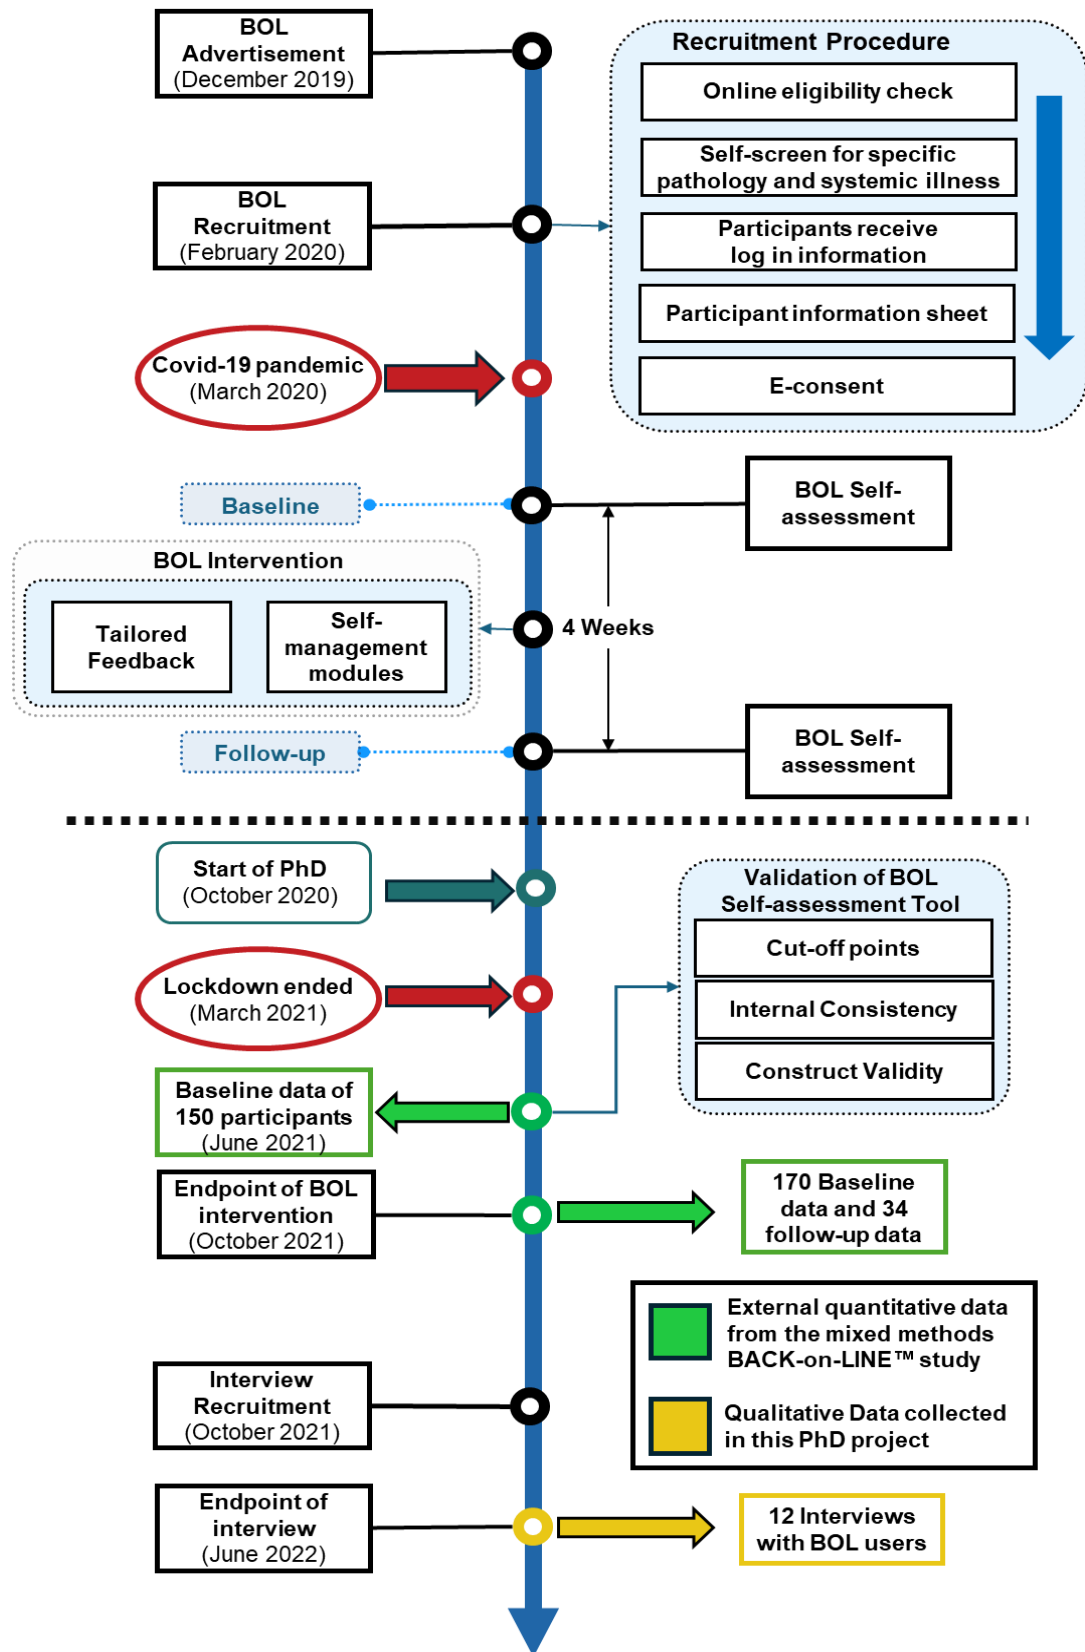 BOL
Advertisement
(December 2019)
Recruitment Procedure
Online eligibility check
Self-screen for specific
pathology and systemic illness
Participants receive
log in information
Participant information sheet
E-consent
BOL
Recruitment
(February 2020)
Covid-19 pandemic
(March 2020)
Baseline
BOL Self-
assessment
BOL Intervention
Tailored
Feedback
Self-
management
modules
4 Weeks
Follow-up
BOL Self-
assessment
Start of PhD
(October 2020)
Validation of BOL
Self-assessment Tool
Cut-off points
Internal Consistency
Construct Validity
Lockdown ended
(March 2021)
Baseline data of
150 participants
(June 2021)
Endpoint of BOL
intervention
(October 2021)
170 Baseline
data and 34
follow-up data
External quantitative data
from the mixed methods
BACK-on-LINE™ study
Qualitative Data collected
in this PhD project
Interview
Recruitment
(October 2021)
Endpoint of
interview
(June 2022)
12 Interviews
with BOL users